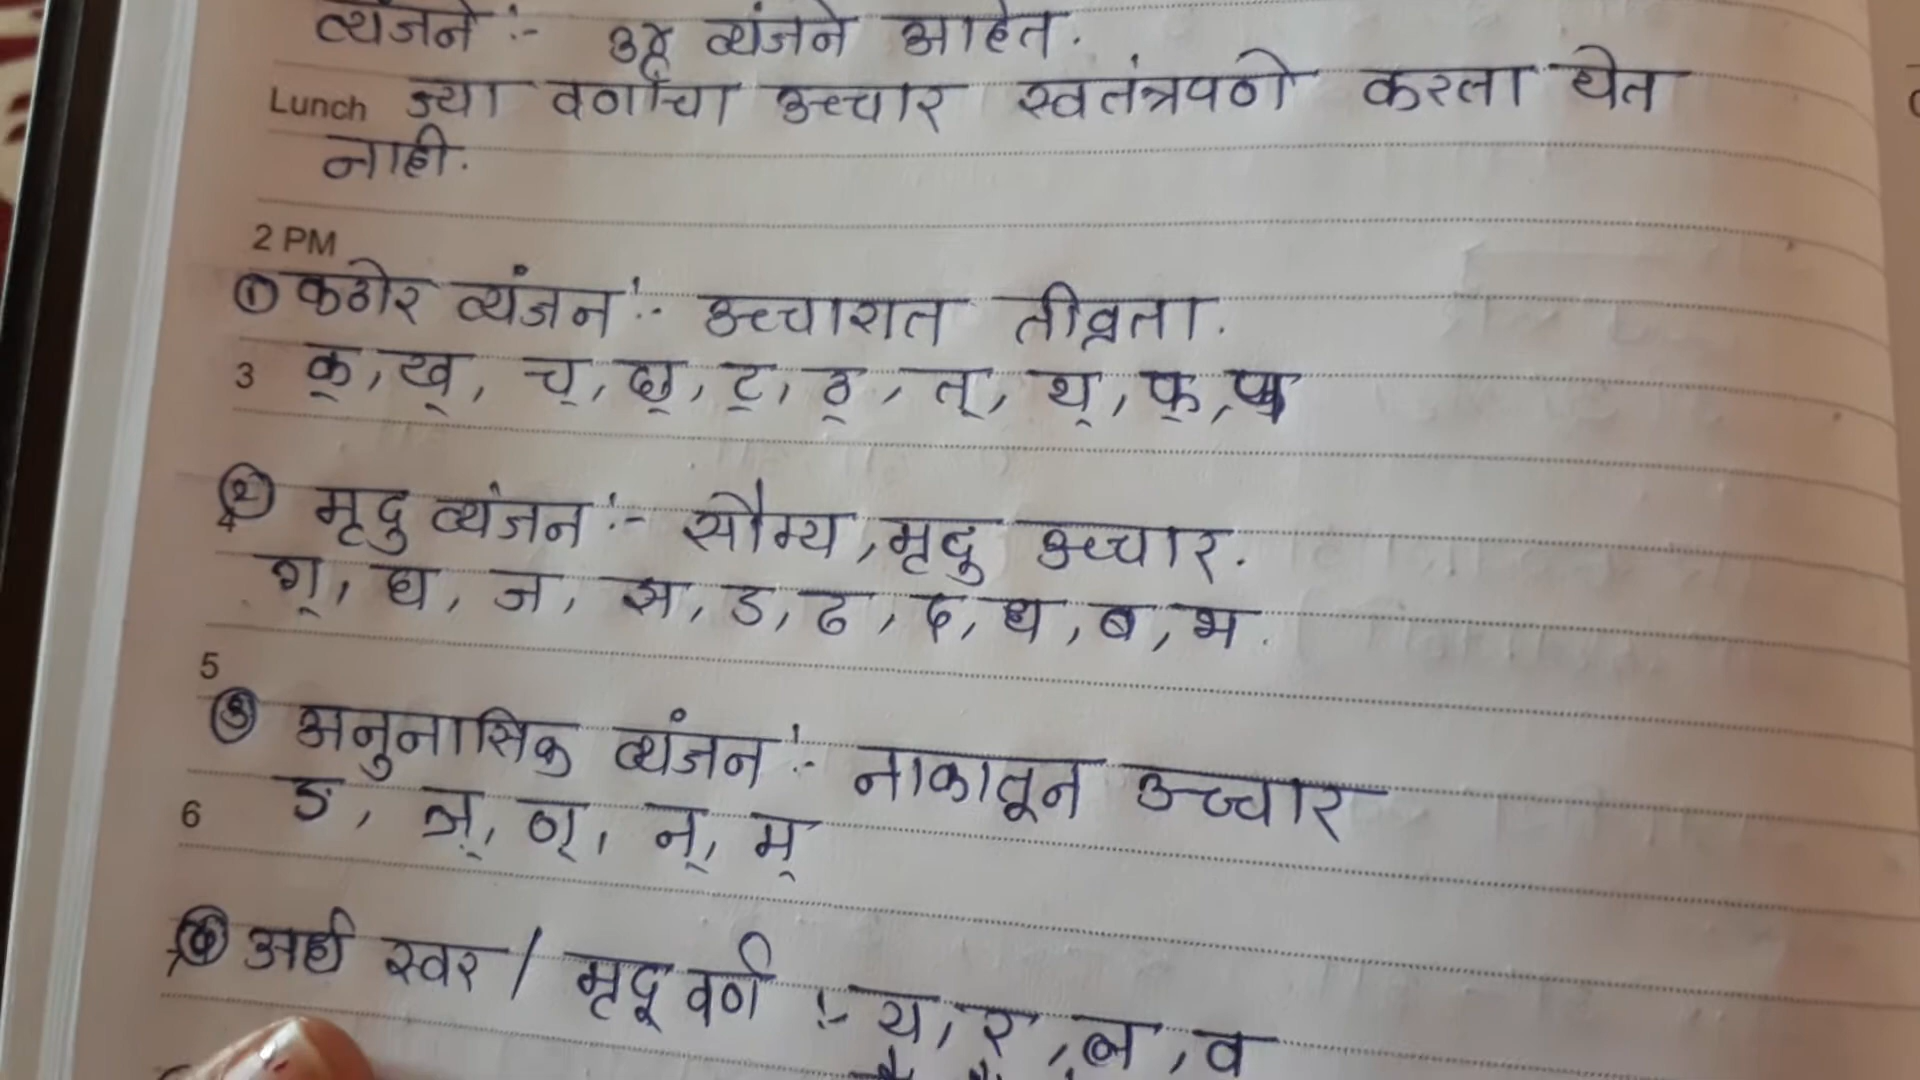 व्यंजने :- ३४ व्यंजने आहेत.
Lunch ज्या वर्णांचा उच्चार स्वतंत्रपणे करता येत
नाही.
2 PM
① कठोर व्यंजन :- उच्चारात तीव्रता.
3 क्, ख्, च्, छ्, ट्, ठ्, त्, थ्, फ्,
② मृदु व्यंजन :- सौम्य, मृदु उच्चार.
4
ग्, घ, ज, झ, ड, ढ, द, ध, ब, भ.
5
③ अनुनासिक व्यंजन :- नाकातून उच्चार
6 ङ, ञ्, ण्, न्, म्
④ अर्ध स्वर / मृदू वर्ण :- य, र, ल, व